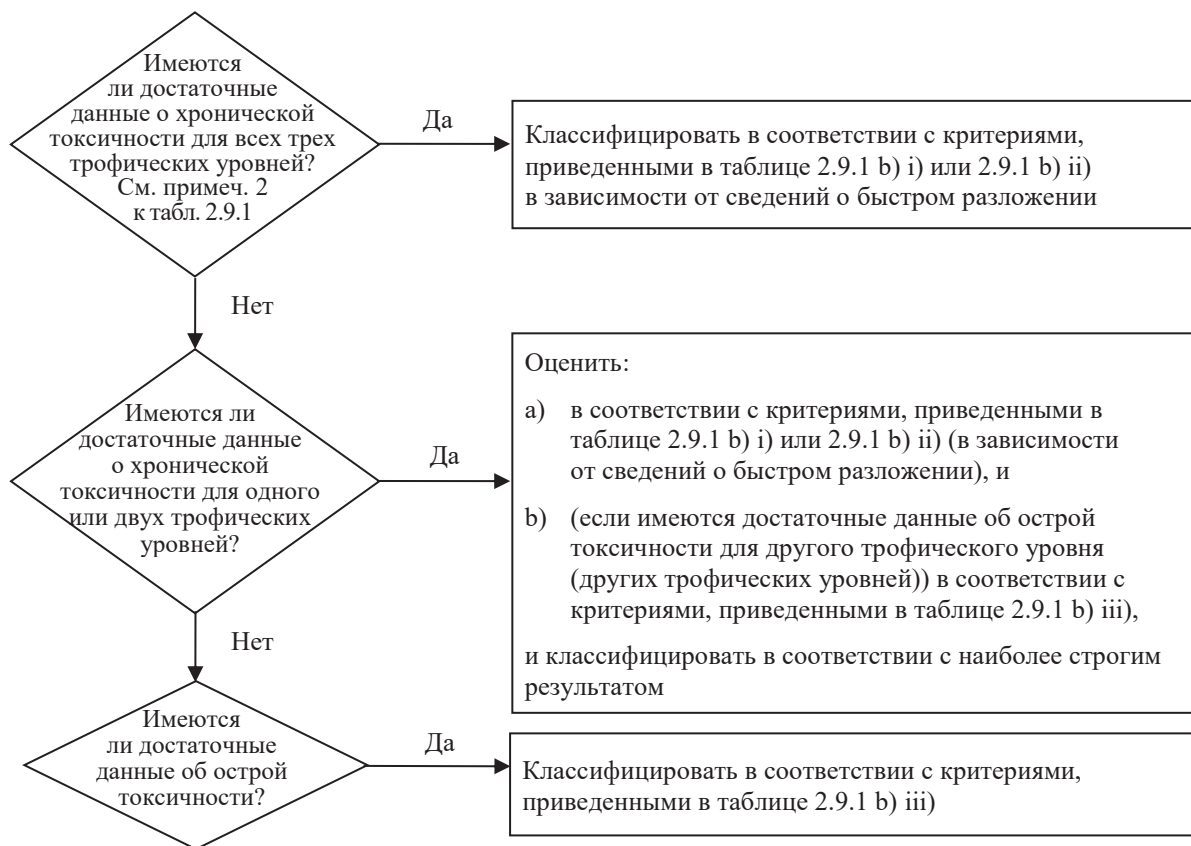 Имеются
ли достаточные
данные о хронической
токсичности для всех трех
трофических уровней?
См. примеч. 2
к табл. 2.9.1
Да
Классифицировать в соответствии с критериями,
приведенными в таблице 2.9.1 b) i) или 2.9.1 b) ii)
в зависимости от сведений о быстром разложении
Нет
Имеются ли
достаточные данные
о хронической
токсичности для одного
или двух трофических
уровней?
Да
Оценить:
a) в соответствии с критериями, приведенными в
таблице 2.9.1 b) i) или 2.9.1 b) ii) (в зависимости
от сведений о быстром разложении), и
b) (если имеются достаточные данные об острой
токсичности для другого трофического уровня
(других трофических уровней)) в соответствии с
критериями, приведенными в таблице 2.9.1 b) iii),
и классифицировать в соответствии с наиболее строгим
результатом
Нет
Имеются
ли достаточные
данные об острой
токсичности?
Да
Классифицировать в соответствии с критериями,
приведенными в таблице 2.9.1 b) iii)